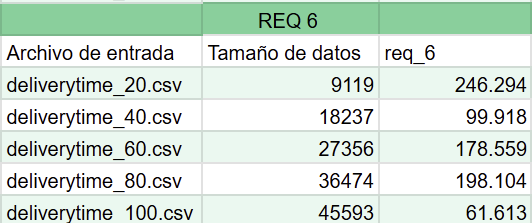 REQ 6
Archivo de entrada Tamaño de datos req_6
deliverytime_20.csv 9119 246.294
deliverytime_40.csv 18237 99.918
deliverytime_60.csv 27356 178.559
deliverytime_80.csv 36474 198.104
deliverytime_100.csv 45593 61.613